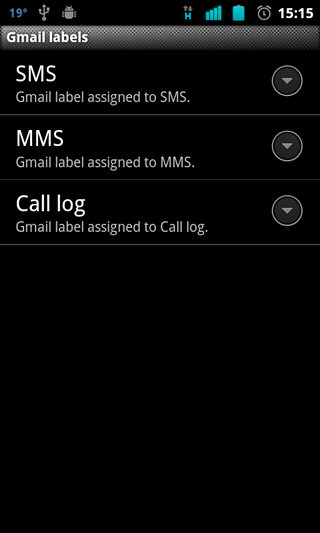 19°
H
15:15
Gmail labels
SMS
Gmail label assigned to SMS.
MMS
Gmail label assigned to MMS.
Call log
Gmail label assigned to Call log.